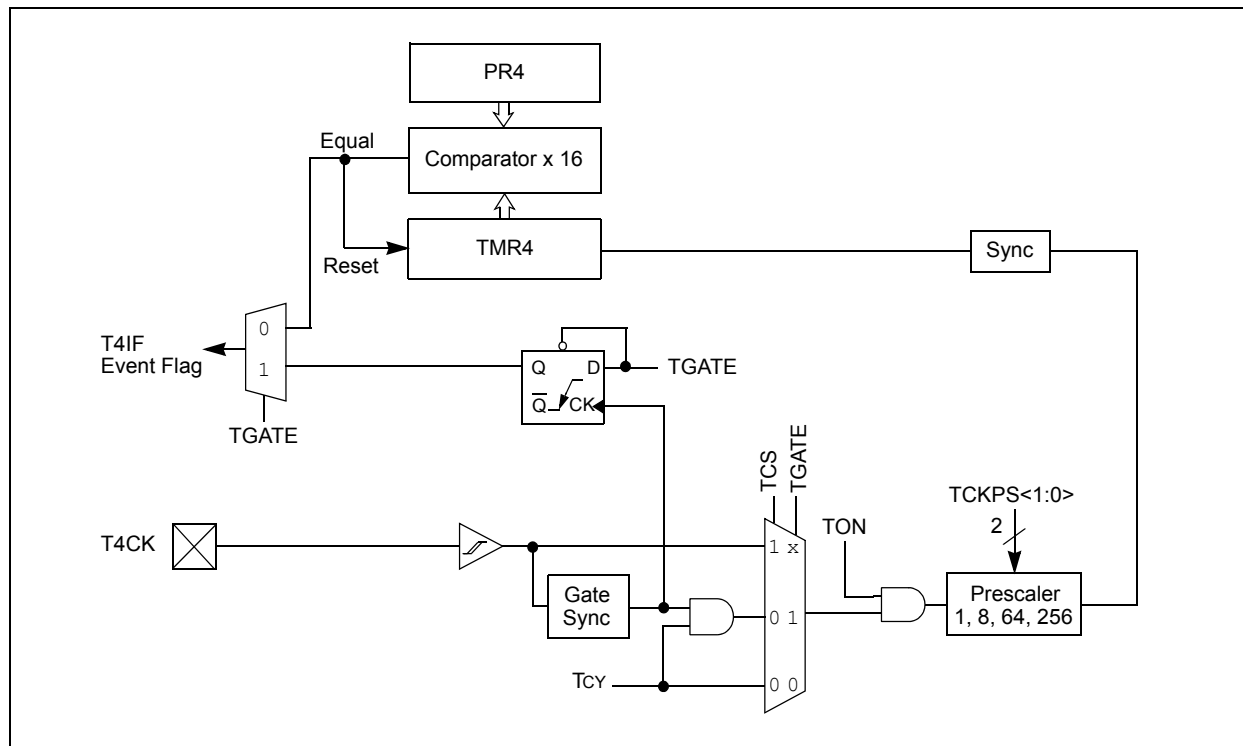 PR4
Equal
Comparator x 16
TMR4
Reset
Sync
T4IF
Event Flag
0
1
TGATE
Q
D
TGATE
Q̅
CK
TCS
TGATE
TCKPS<1:0>
2
TON
T4CK
1 x
Gate
Sync
0 1
Prescaler
1, 8, 64, 256
TCY
0 0